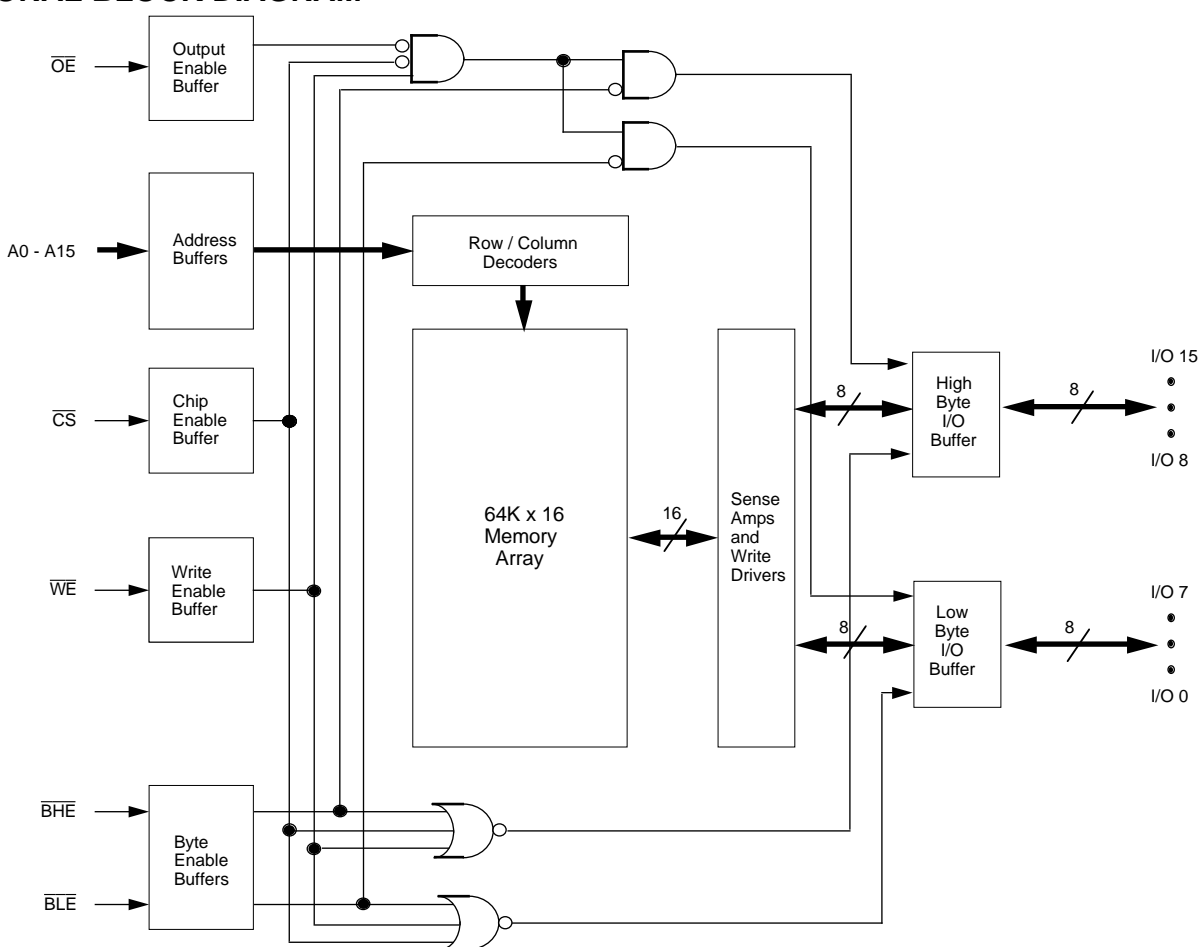 Output
Enable
Buffer
OE
A0 - A15
Address
Buffers
Row / Column
Decoders
Chip
Enable
Buffer
CS
64K x 16
Memory
Array
16
Sense
Amps
and
Write
Drivers
8
High
Byte
I/O
Buffer
8
I/O 15
I/O 8
Write
Enable
Buffer
WE
8
Low
Byte
I/O
Buffer
8
I/O 7
I/O 0
BHE
Byte
Enable
Buffers
BLE